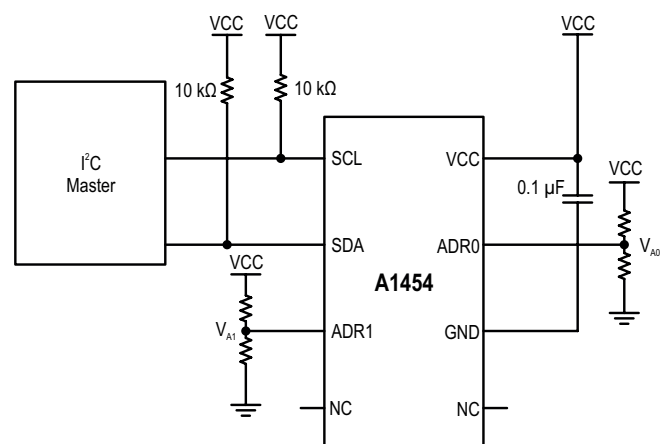 VCC
VCC
VCC
10 kΩ
10 kΩ
I²C
Master
SCL
VCC
VCC
0.1 µF
SDA
ADR0
V_A0
VCC
A1454
V_A1
ADR1
GND
NC
NC